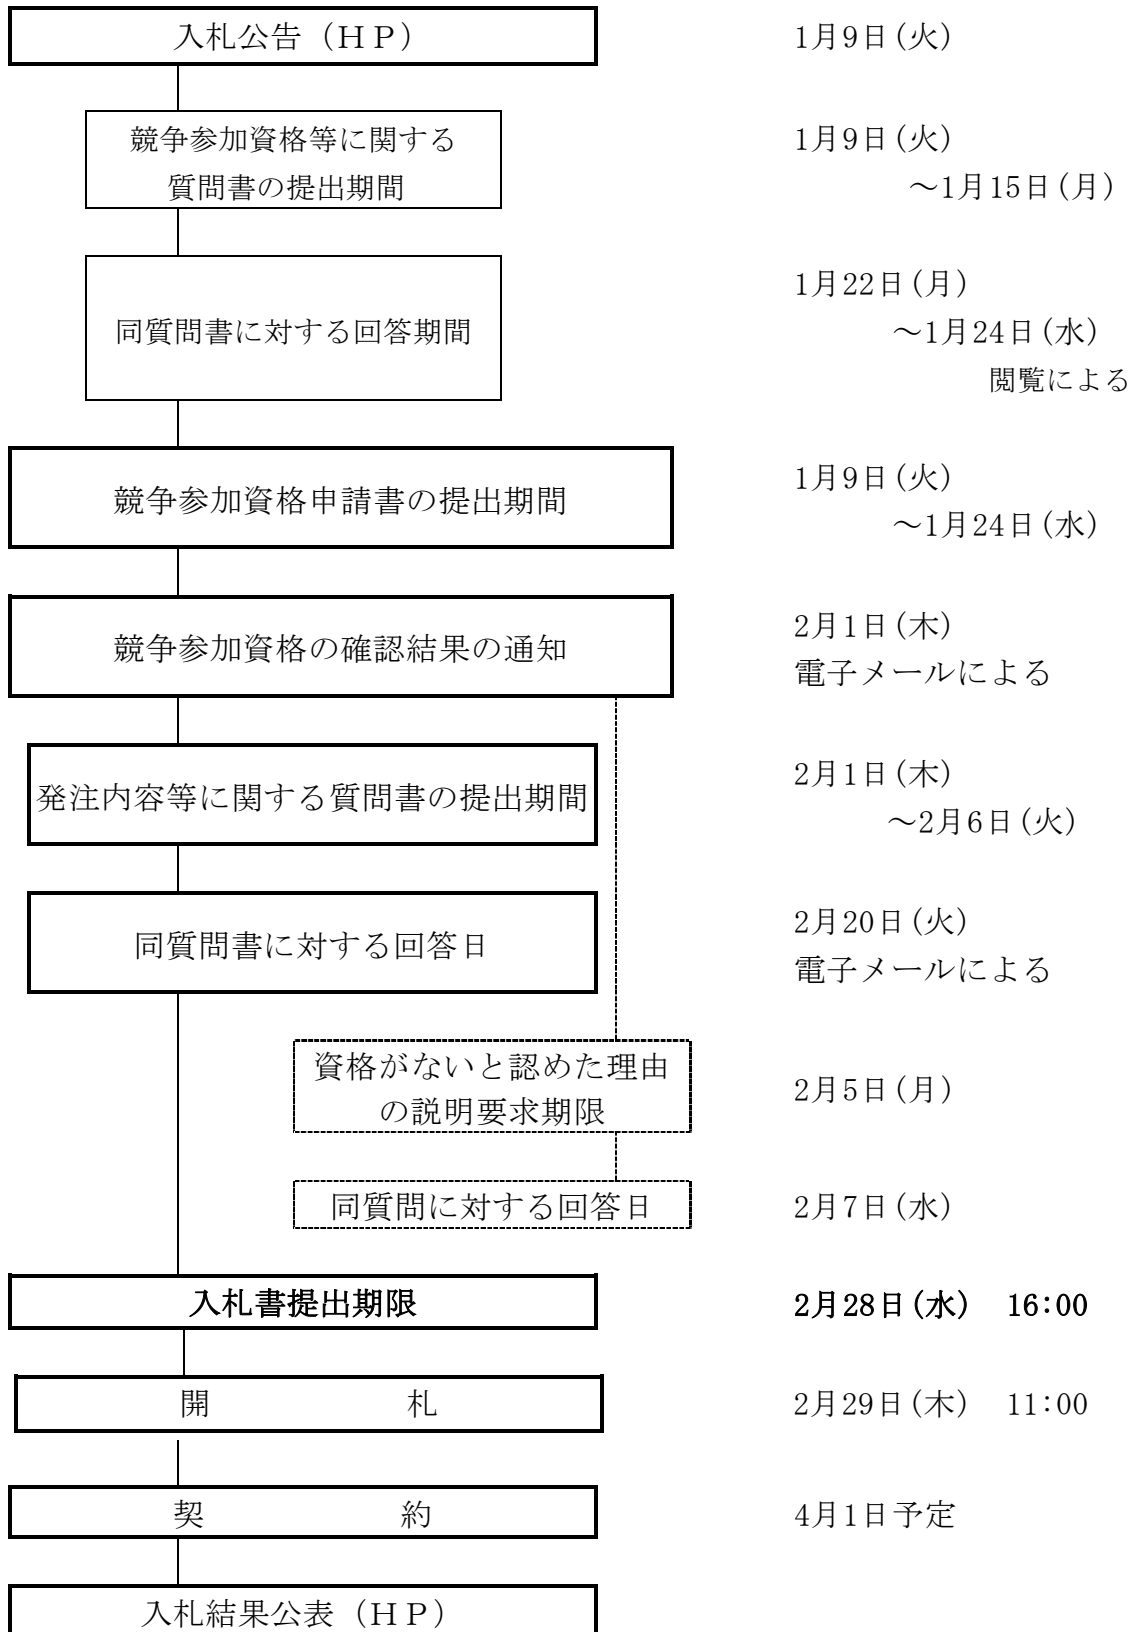 入札公告（ＨＰ）
1月9日(火)
競争参加資格等に関する
質問書の提出期間
1月9日(火)
～1月15日(月)
同質問書に対する回答期間
1月22日(月)
～1月24日(水)
閲覧による
競争参加資格申請書の提出期間
1月9日(火)
～1月24日(水)
競争参加資格の確認結果の通知
2月1日(木)
電子メールによる
発注内容等に関する質問書の提出期間
2月1日(木)
～2月6日(火)
同質問書に対する回答日
2月20日(火)
電子メールによる
資格がないと認めた理由
の説明要求期限
2月5日(月)
同質問に対する回答日
2月7日(水)
入札書提出期限
2月28日(水)　16:00
開　　　　　　札
2月29日(木)　11:00
契　　　　　　約
4月1日予定
入札結果公表（ＨＰ）